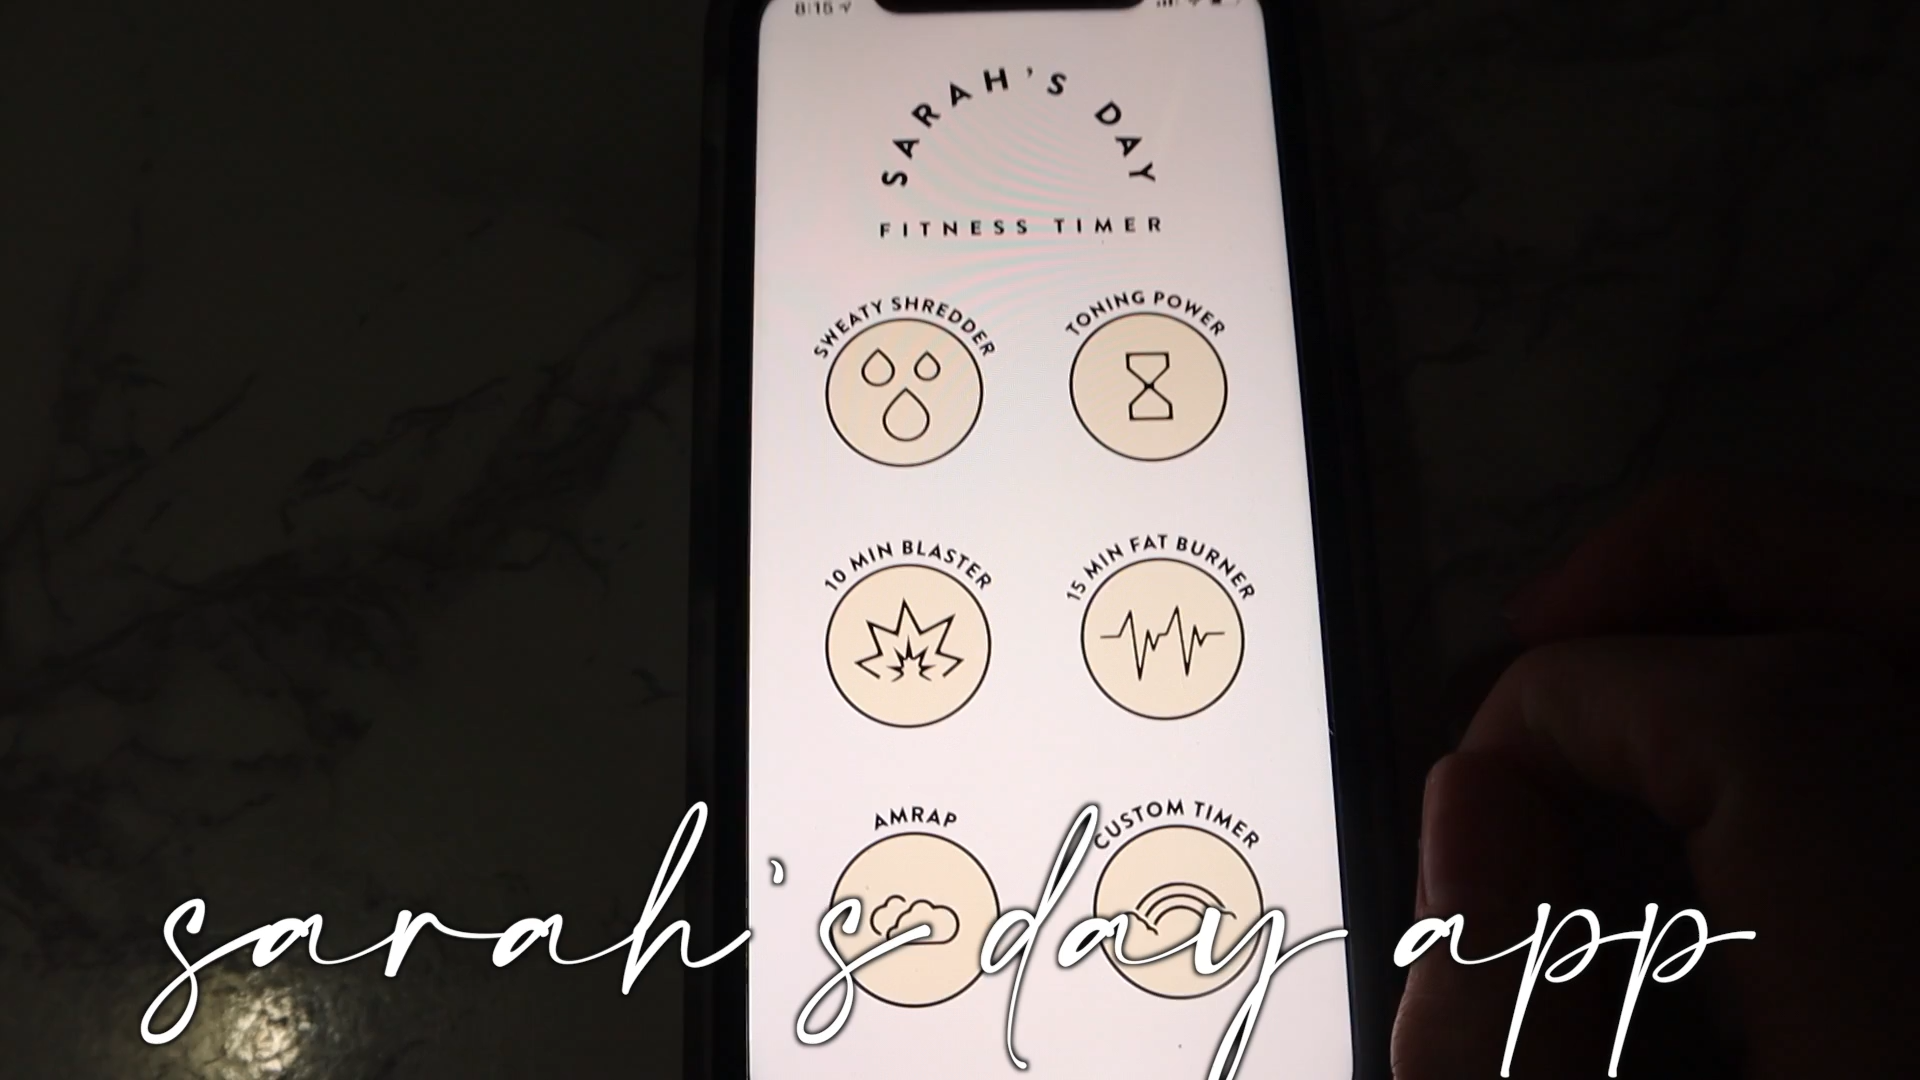 8:15
SARAH'S DAY
FITNESS TIMER
SWEATY SHREDDER
TONING POWER
10 MIN BLASTER
15 MIN FAT BURNER
AMRAP
CUSTOM TIMER
sarah's day app